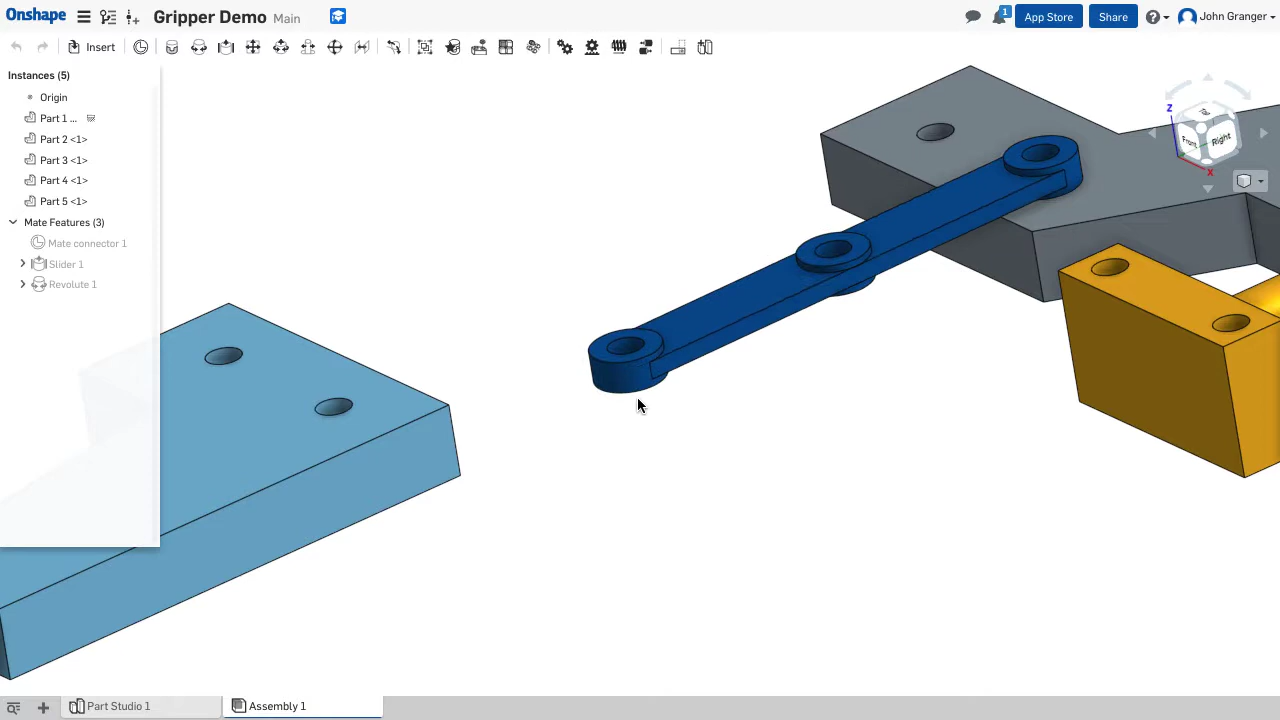 Onshape
Gripper Demo Main
1
App Store
Share
John Granger
Insert
Instances (5)
Origin
Part 1 ...
Part 2 <1>
Part 3 <1>
Part 4 <1>
Part 5 <1>
Mate Features (3)
Mate connector 1
Slider 1
Revolute 1
Z
Top
Front
Right
X
Part Studio 1
Assembly 1